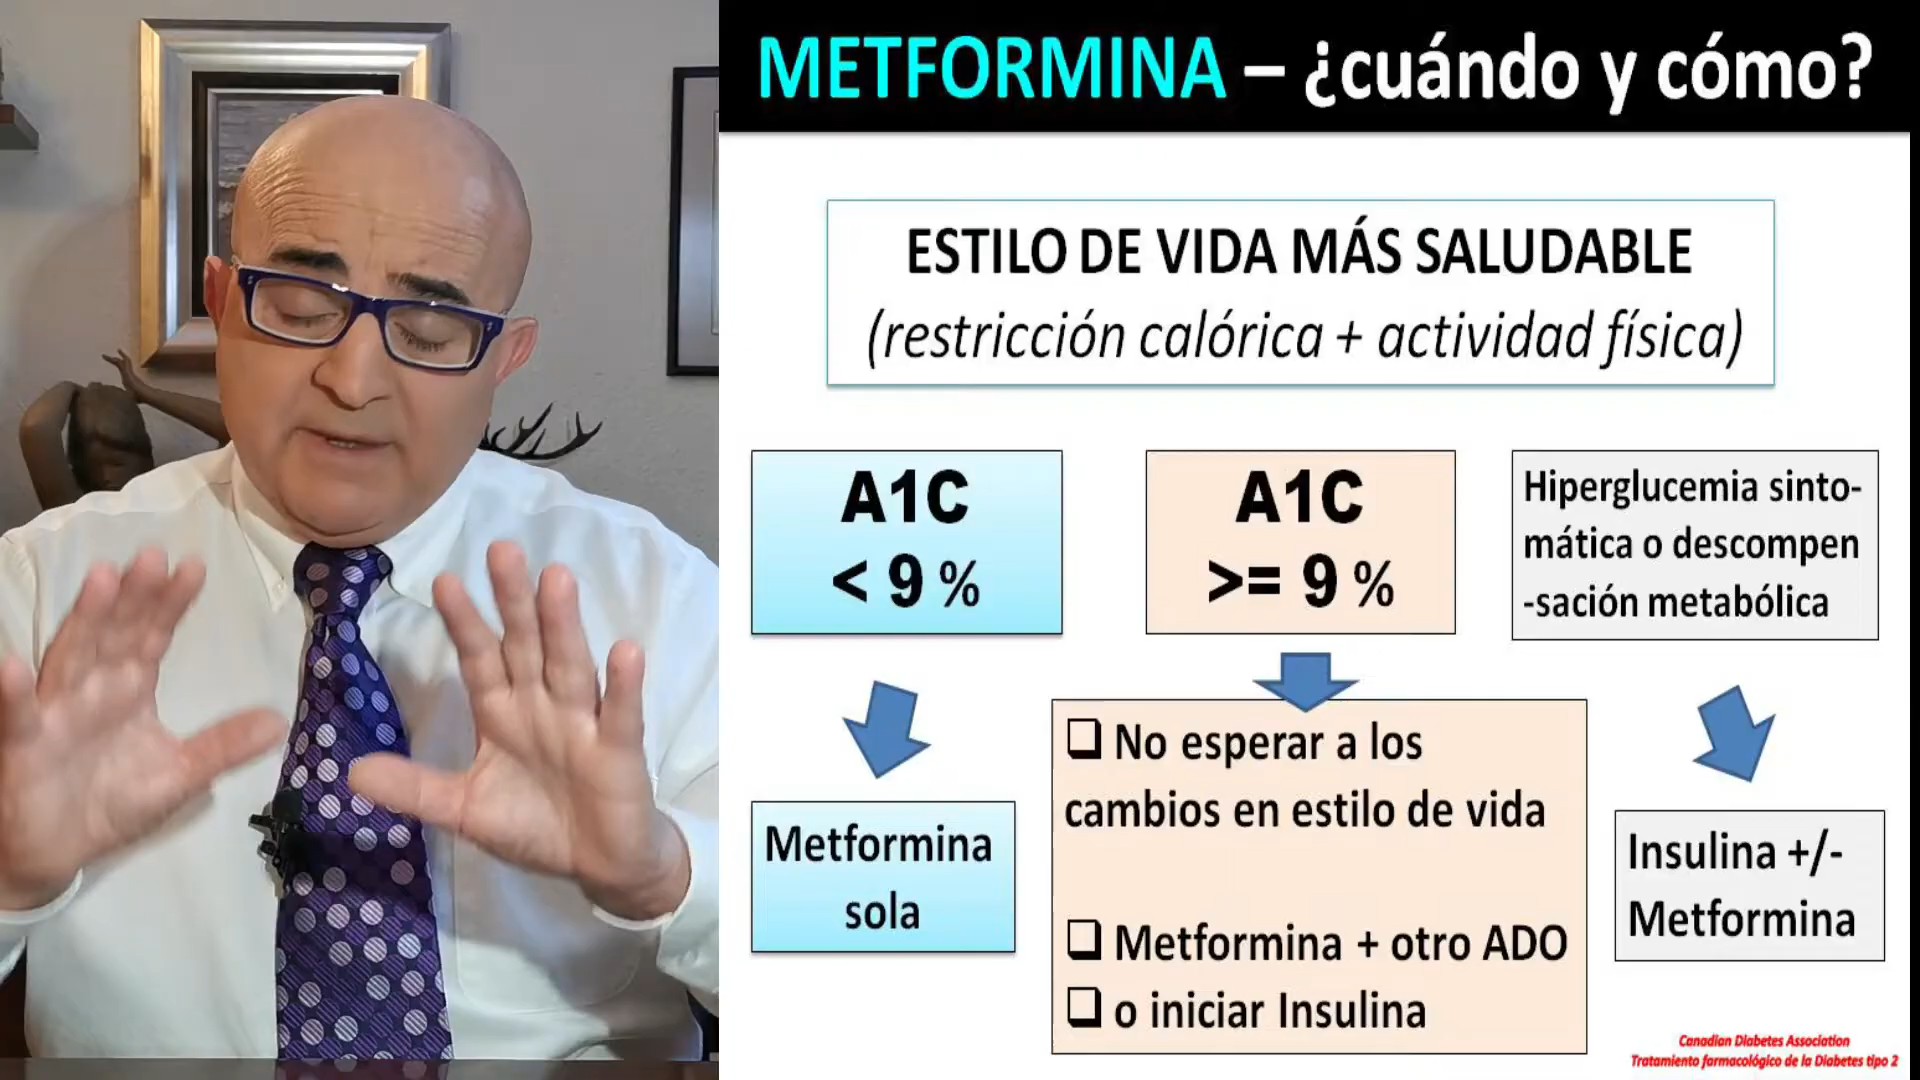 METFORMINA – ¿cuándo y cómo?
ESTILO DE VIDA MÁS SALUDABLE
(restricción calórica + actividad física)
A1C
< 9 %
A1C
>= 9 %
Hiperglucemia sinto-
mática o descompen
-sación metabólica
Metformina
sola
❑ No esperar a los
cambios en estilo de vida
❑ Metformina + otro ADO
❑ o iniciar Insulina
Insulina +/-
Metformina
Canadian Diabetes Association
Tratamiento farmacológico de la Diabetes tipo 2